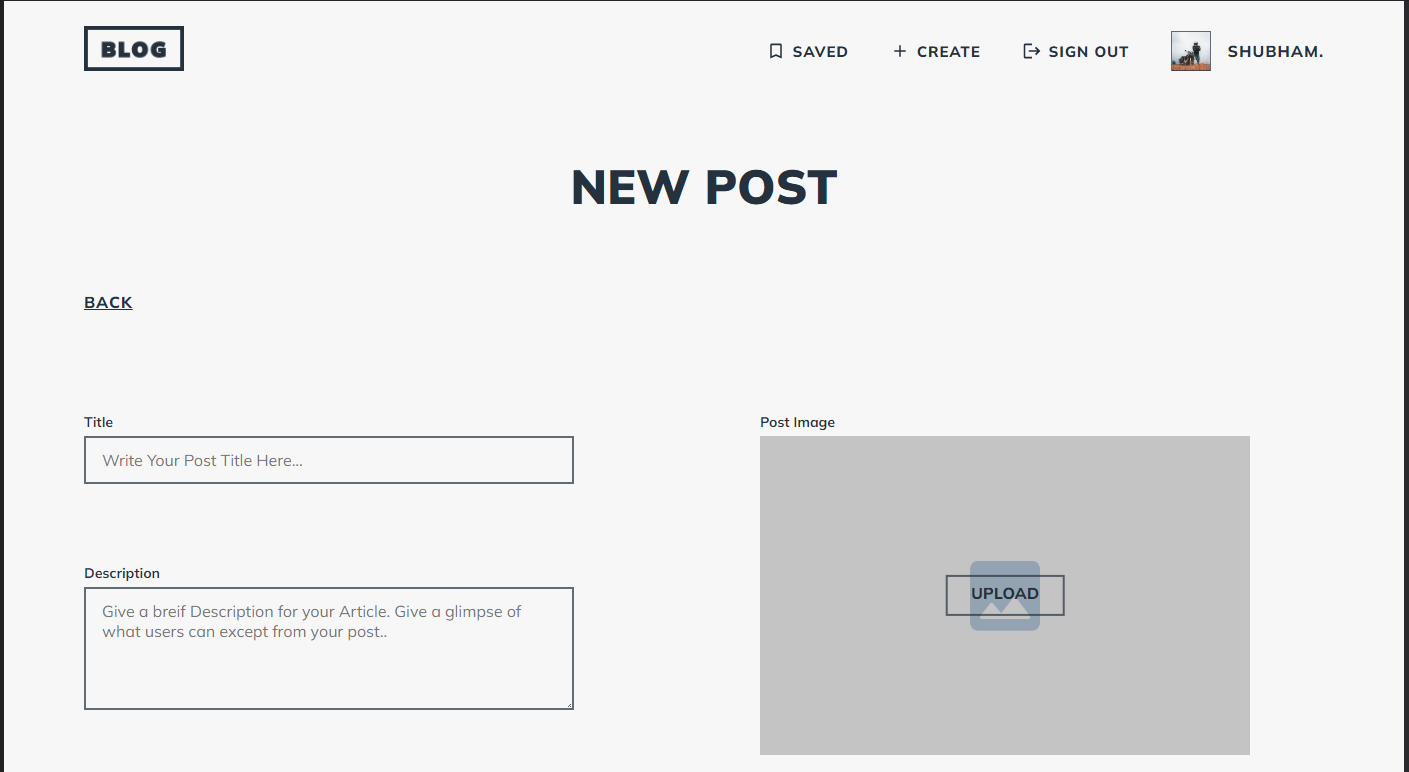 BLOG
SAVED
CREATE
SIGN OUT
SHUBHAM.
NEW POST
BACK
Title
Write Your Post Title Here...
Description
Give a breif Description for your Article. Give a glimpse of
what users can except from your post..
Post Image
UPLOAD